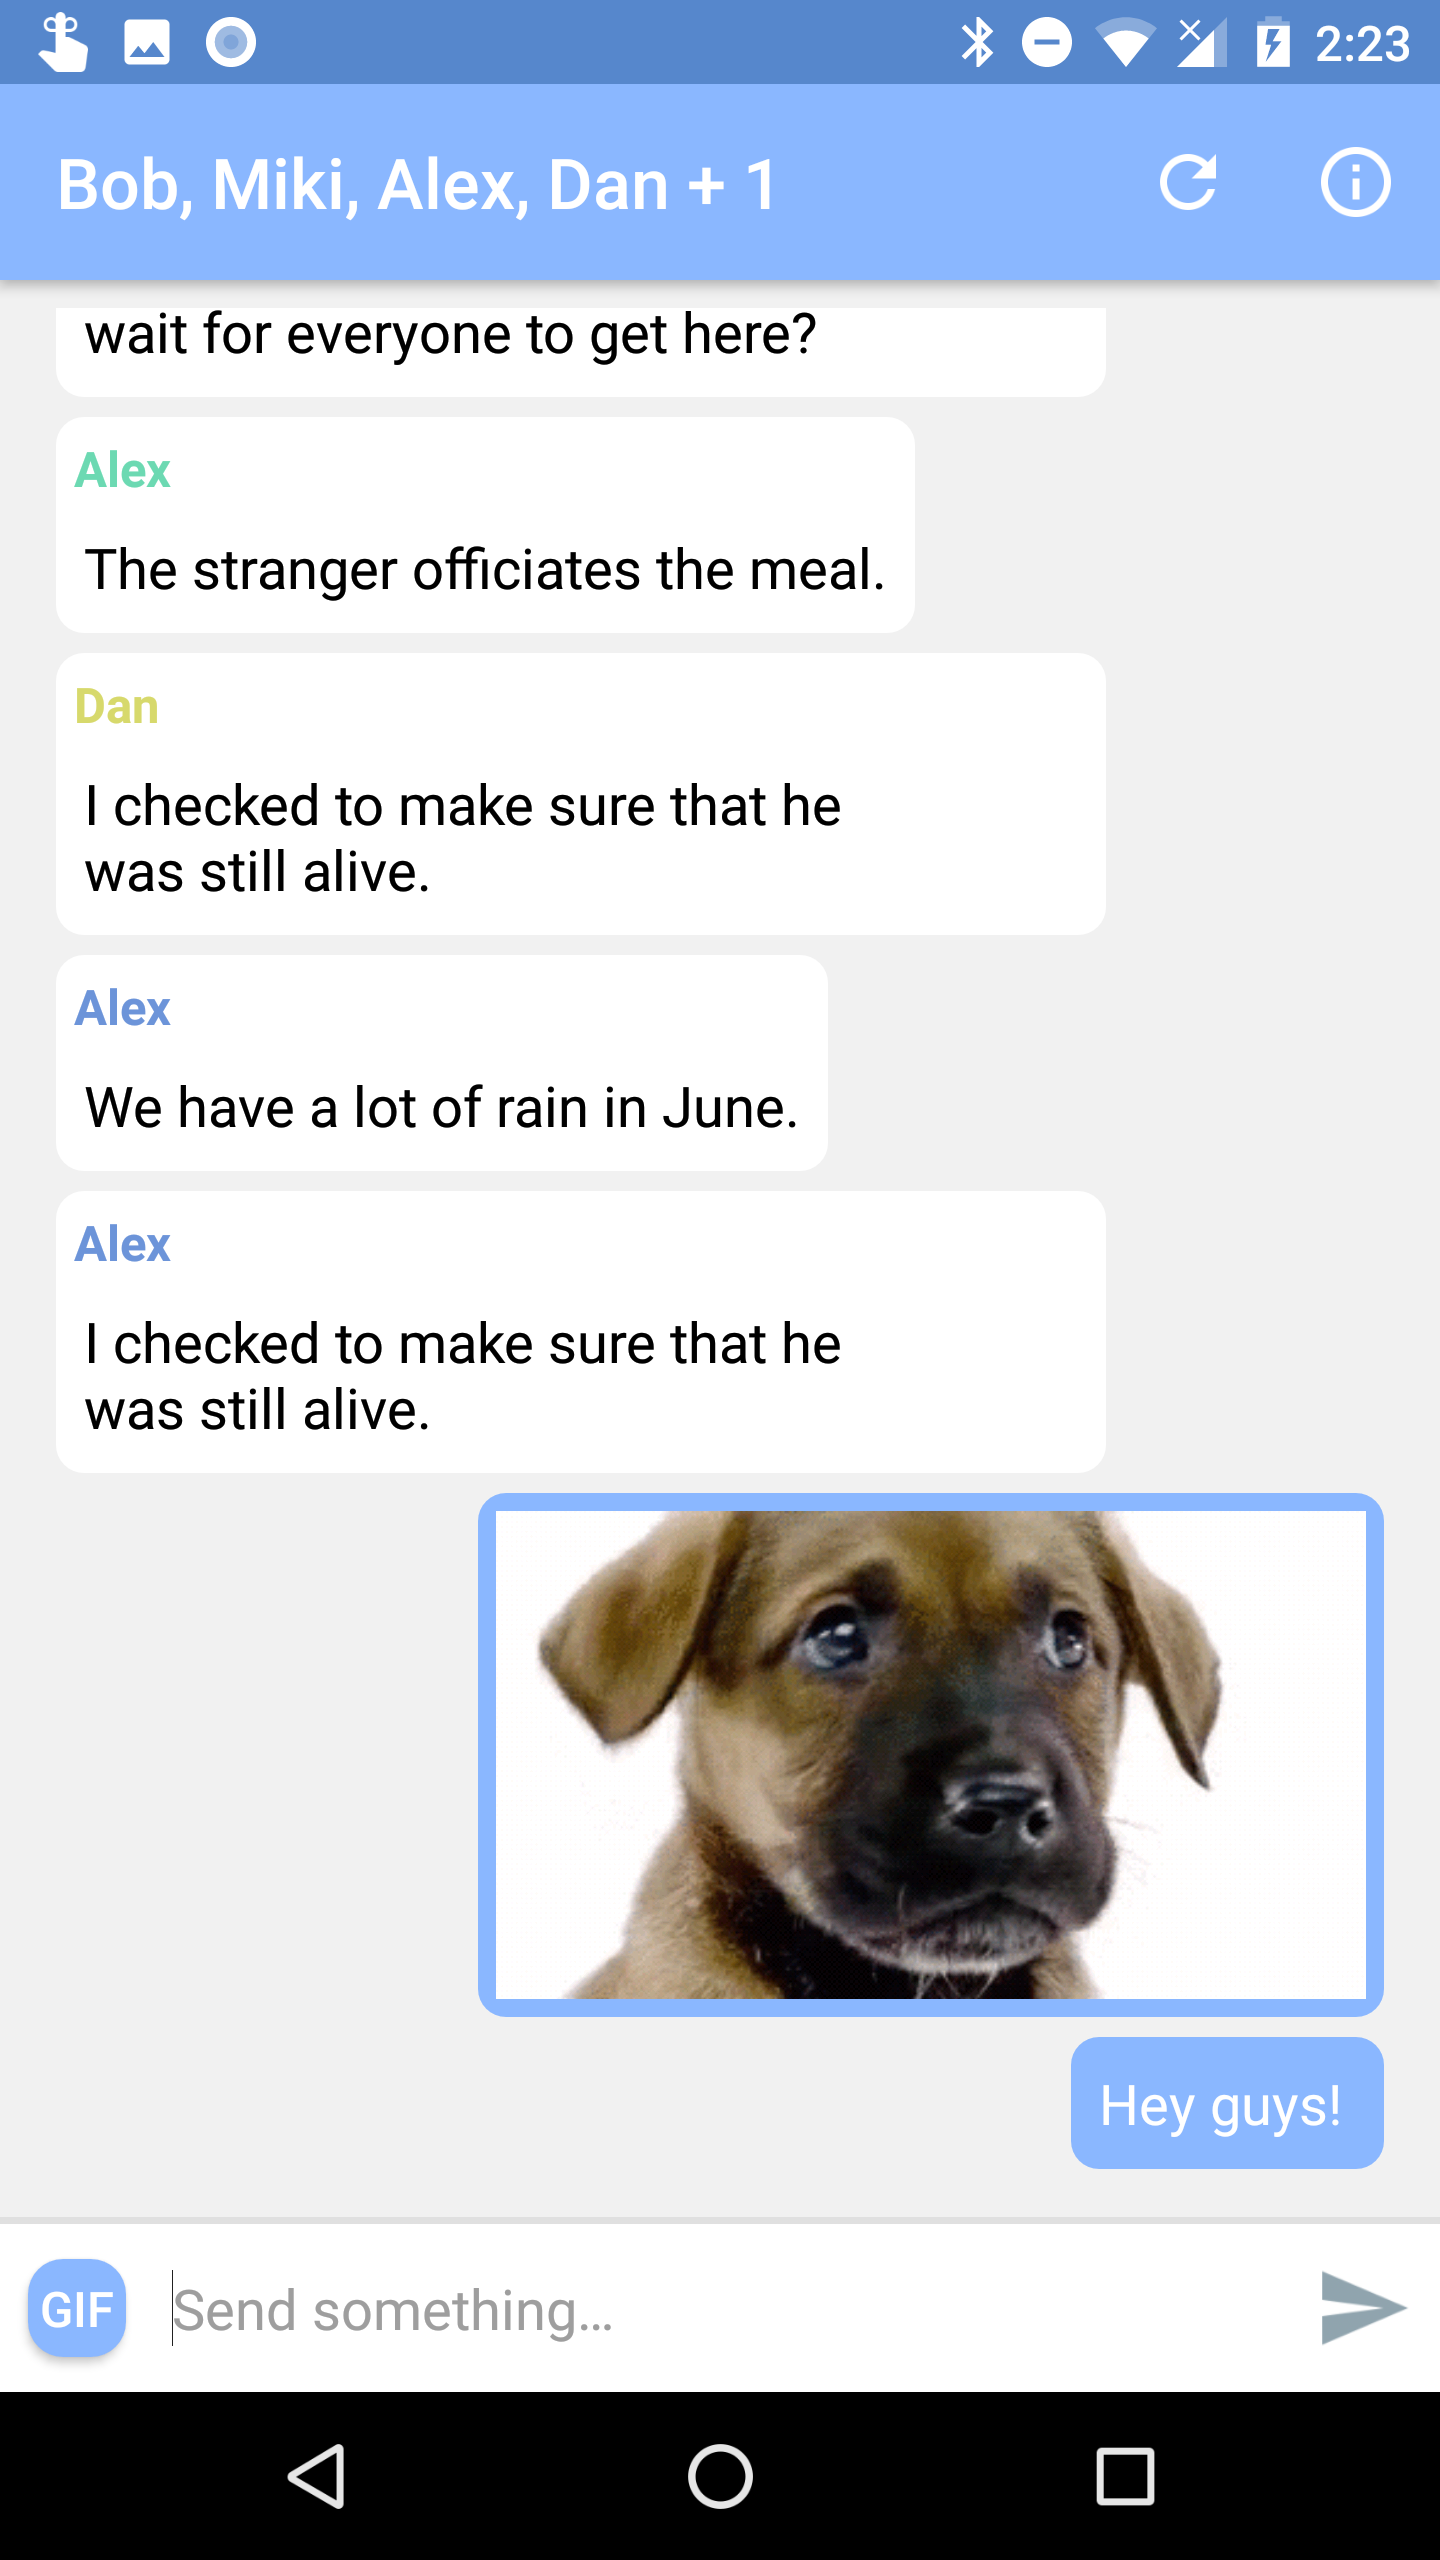 2:23
Bob, Miki, Alex, Dan + 1
wait for everyone to get here?
Alex
The stranger officiates the meal.
Dan
I checked to make sure that he
was still alive.
Alex
We have a lot of rain in June.
Alex
I checked to make sure that he
was still alive.
Hey guys!
GIF Send something...